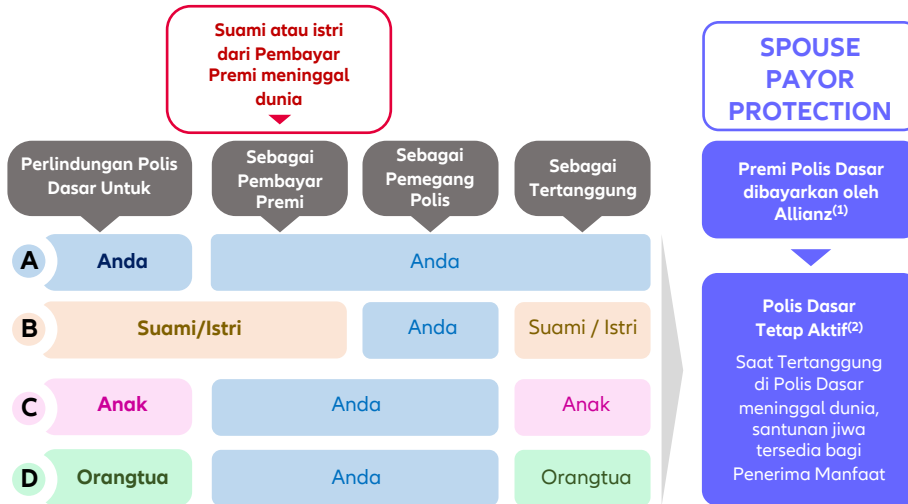 Suami atau istri
dari Pembayar
Premi meninggal
dunia
SPOUSE
PAYOR
PROTECTION
Perlindungan Polis
Dasar Untuk
Sebagai
Pembayar
Premi
Sebagai
Pemegang
Polis
Sebagai
Tertanggung
Premi Polis Dasar
dibayarkan oleh
Allianz(1)
A Anda Anda
B Suami/Istri Anda Suami / Istri
C Anak Anda Anak
D Orangtua Anda Orangtua
Polis Dasar
Tetap Aktif(2)
Saat Tertanggung
di Polis Dasar
meninggal dunia,
santunan jiwa
tersedia bagi
Penerima Manfaat